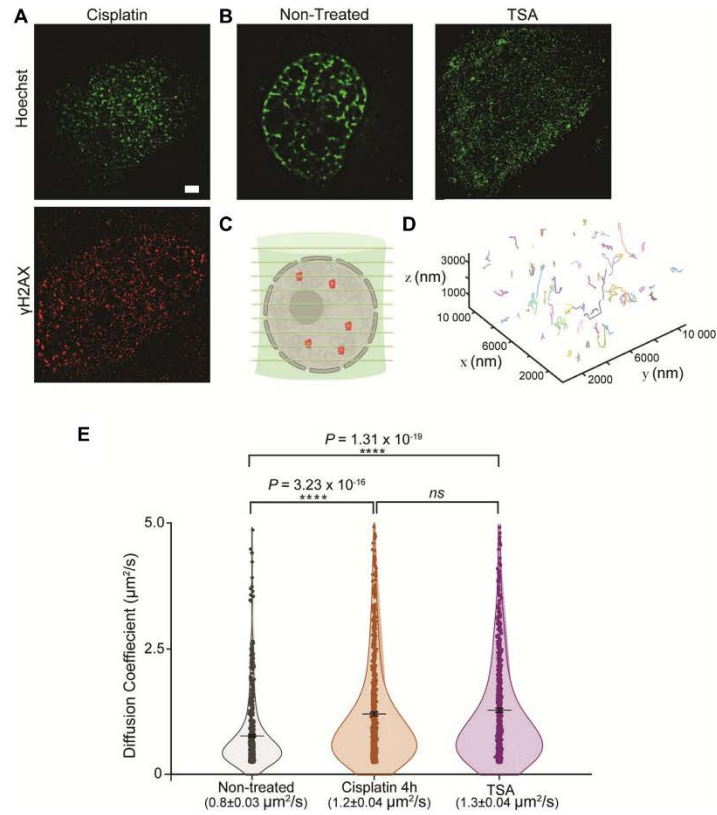 A
Cisplatin
B
Non-Treated
TSA
Hoechst
γH2AX
C
D
3000
z (nm)
1000
10 000
6000
x (nm)
2000
10 000
6000
y (nm)
2000
E
P = 1.31 x 10-19
****
P = 3.23 x 10-16
****
ns
5.0
2.5
0
Diffusion Coeffiecient (µm²/s)
Non-treated
(0.8±0.03 µm²/s)
Cisplatin 4h
(1.2±0.04 µm²/s)
TSA
(1.3±0.04 µm²/s)